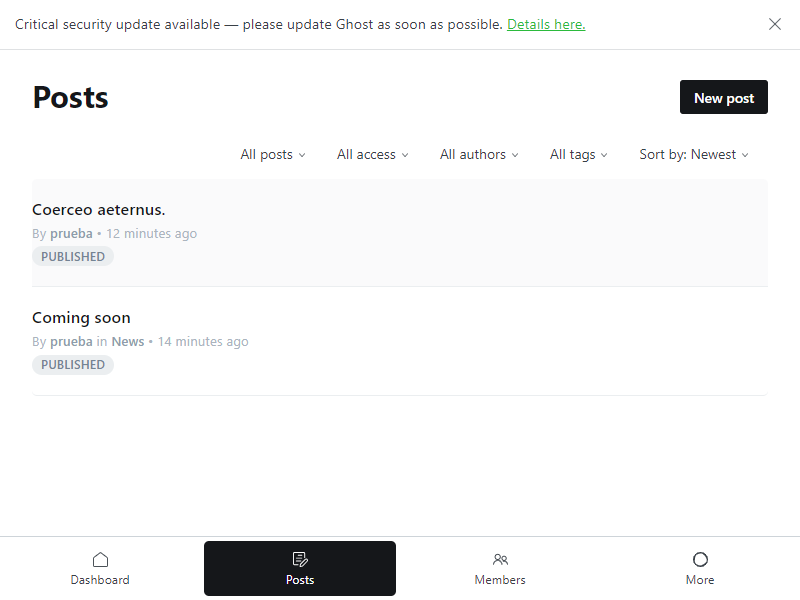 Critical security update available — please update Ghost as soon as possible. Details here.
Posts
New post
All posts
All access
All authors
All tags
Sort by: Newest
Coerceo aeternus.
By prueba • 12 minutes ago
PUBLISHED
Coming soon
By prueba in News • 14 minutes ago
PUBLISHED
Dashboard
Posts
Members
More